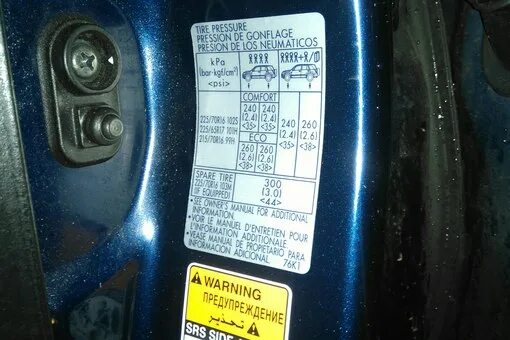 TIRE PRESSURE
PRESSION DE GONFLAGE
PRESION DE LOS NEUMATICOS
kPa
(bar·kgf/cm²)
<psi>
+ /
COMFORT
225/70R16 102S
225/65R17 101H
215/70R16 99H
240 (2.4) <35>
240 (2.4) <35>
240 (2.4) <35>
260 (2.6) <38>
ECO
260 (2.6) <38>
260 (2.6) <38>
SPARE TIRE
225/70R16 103M
(IF EQUIPPED)
300
(3.0)
<44>
•SEE OWNER'S MANUAL FOR ADDITIONAL
INFORMATION.
•VOIR LE MANUEL D'ENTRETIEN POUR
D'AUTRES INFORMATIONS.
•VEASE MANUAL DE PROPIETARIO PARA
INFORMACION ADICIONAL. 76K1
WARNING
ПРЕДУПРЕЖДЕНИЕ
تحذير
SRS SIDE